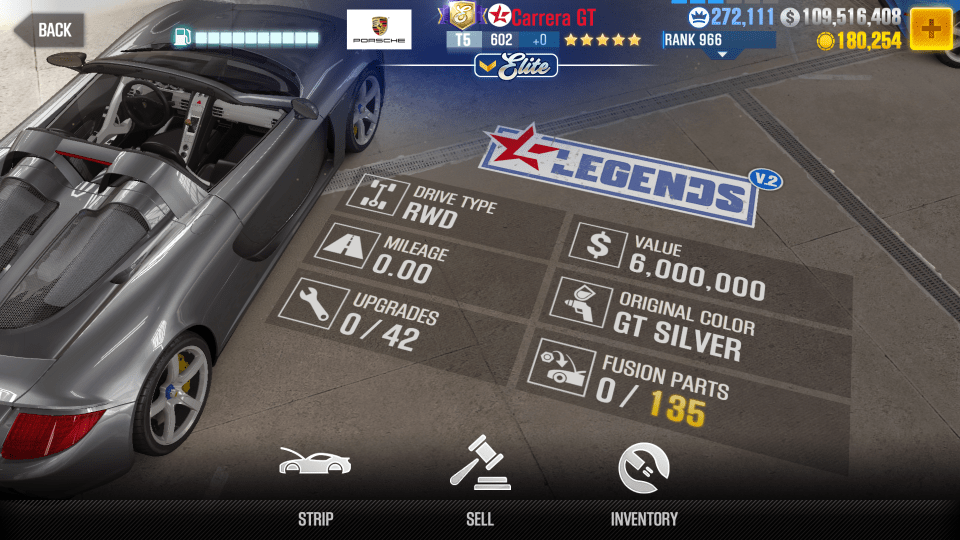 BACK
PORSCHE
Carrera GT
T5 602 +0
Elite
272,111
109,516,408
RANK 966
180,254
LEGENDS
V.2
DRIVE TYPE
RWD
MILEAGE
0.00
UPGRADES
0/42
VALUE
6,000,000
ORIGINAL COLOR
GT SILVER
FUSION PARTS
0/135
STRIP
SELL
INVENTORY